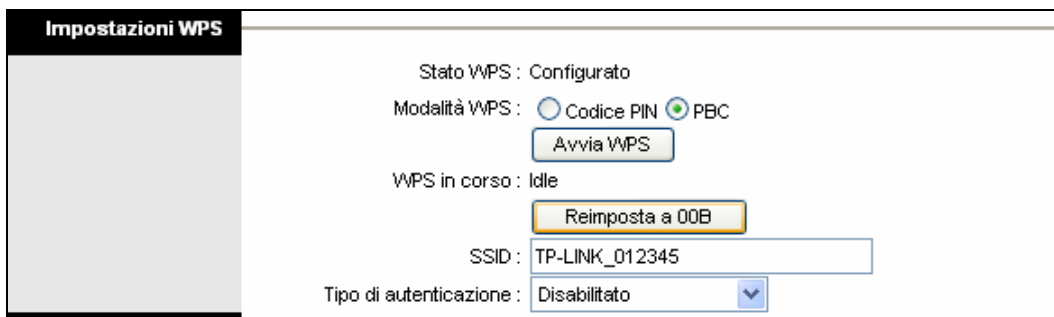 Impostazioni WPS
Stato WPS : Configurato
Modalità WPS : Codice PIN PBC
Avvia WPS
WPS in corso : Idle
Reimposta a 00B
SSID : TP-LINK_012345
Tipo di autenticazione : Disabilitato